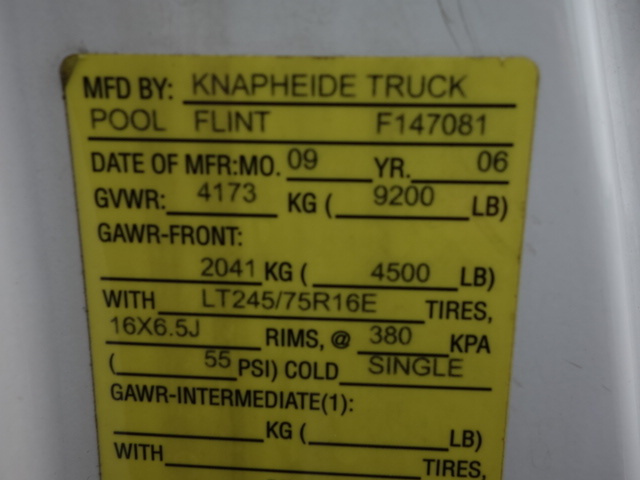 MFD BY: KNAPHEIDE TRUCK
POOL FLINT F147081
DATE OF MFR:MO. 09 YR. 06
GVWR: 4173 KG ( 9200 LB)
GAWR-FRONT:
2041 KG ( 4500 LB)
WITH LT245/75R16E TIRES,
16X6.5J RIMS, @ 380 KPA
( 55 PSI) COLD SINGLE
GAWR-INTERMEDIATE(1):
KG ( LB)
WITH TIRES,